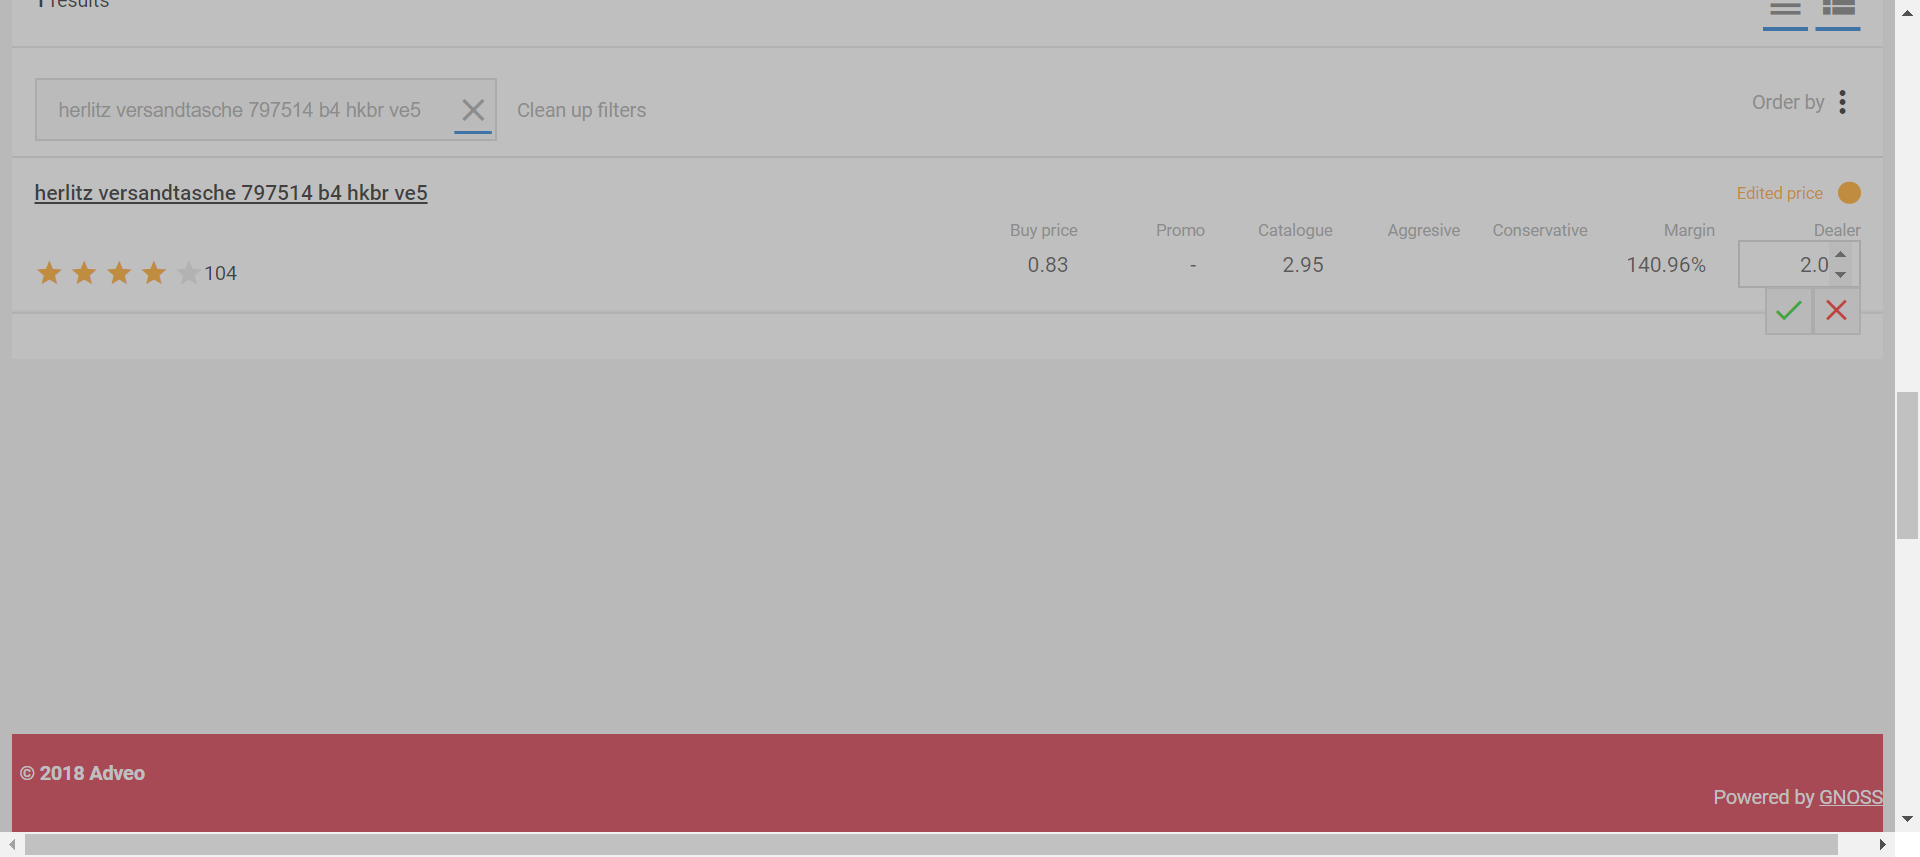 1 results
herlitz versandtasche 797514 b4 hkbr ve5
Clean up filters
Order by
herlitz versandtasche 797514 b4 hkbr ve5
Edited price
Buy price Promo Catalogue Aggresive Conservative Margin Dealer
0.83 - 2.95 140.96% 2.0
104
© 2018 Adveo
Powered by GNOSS